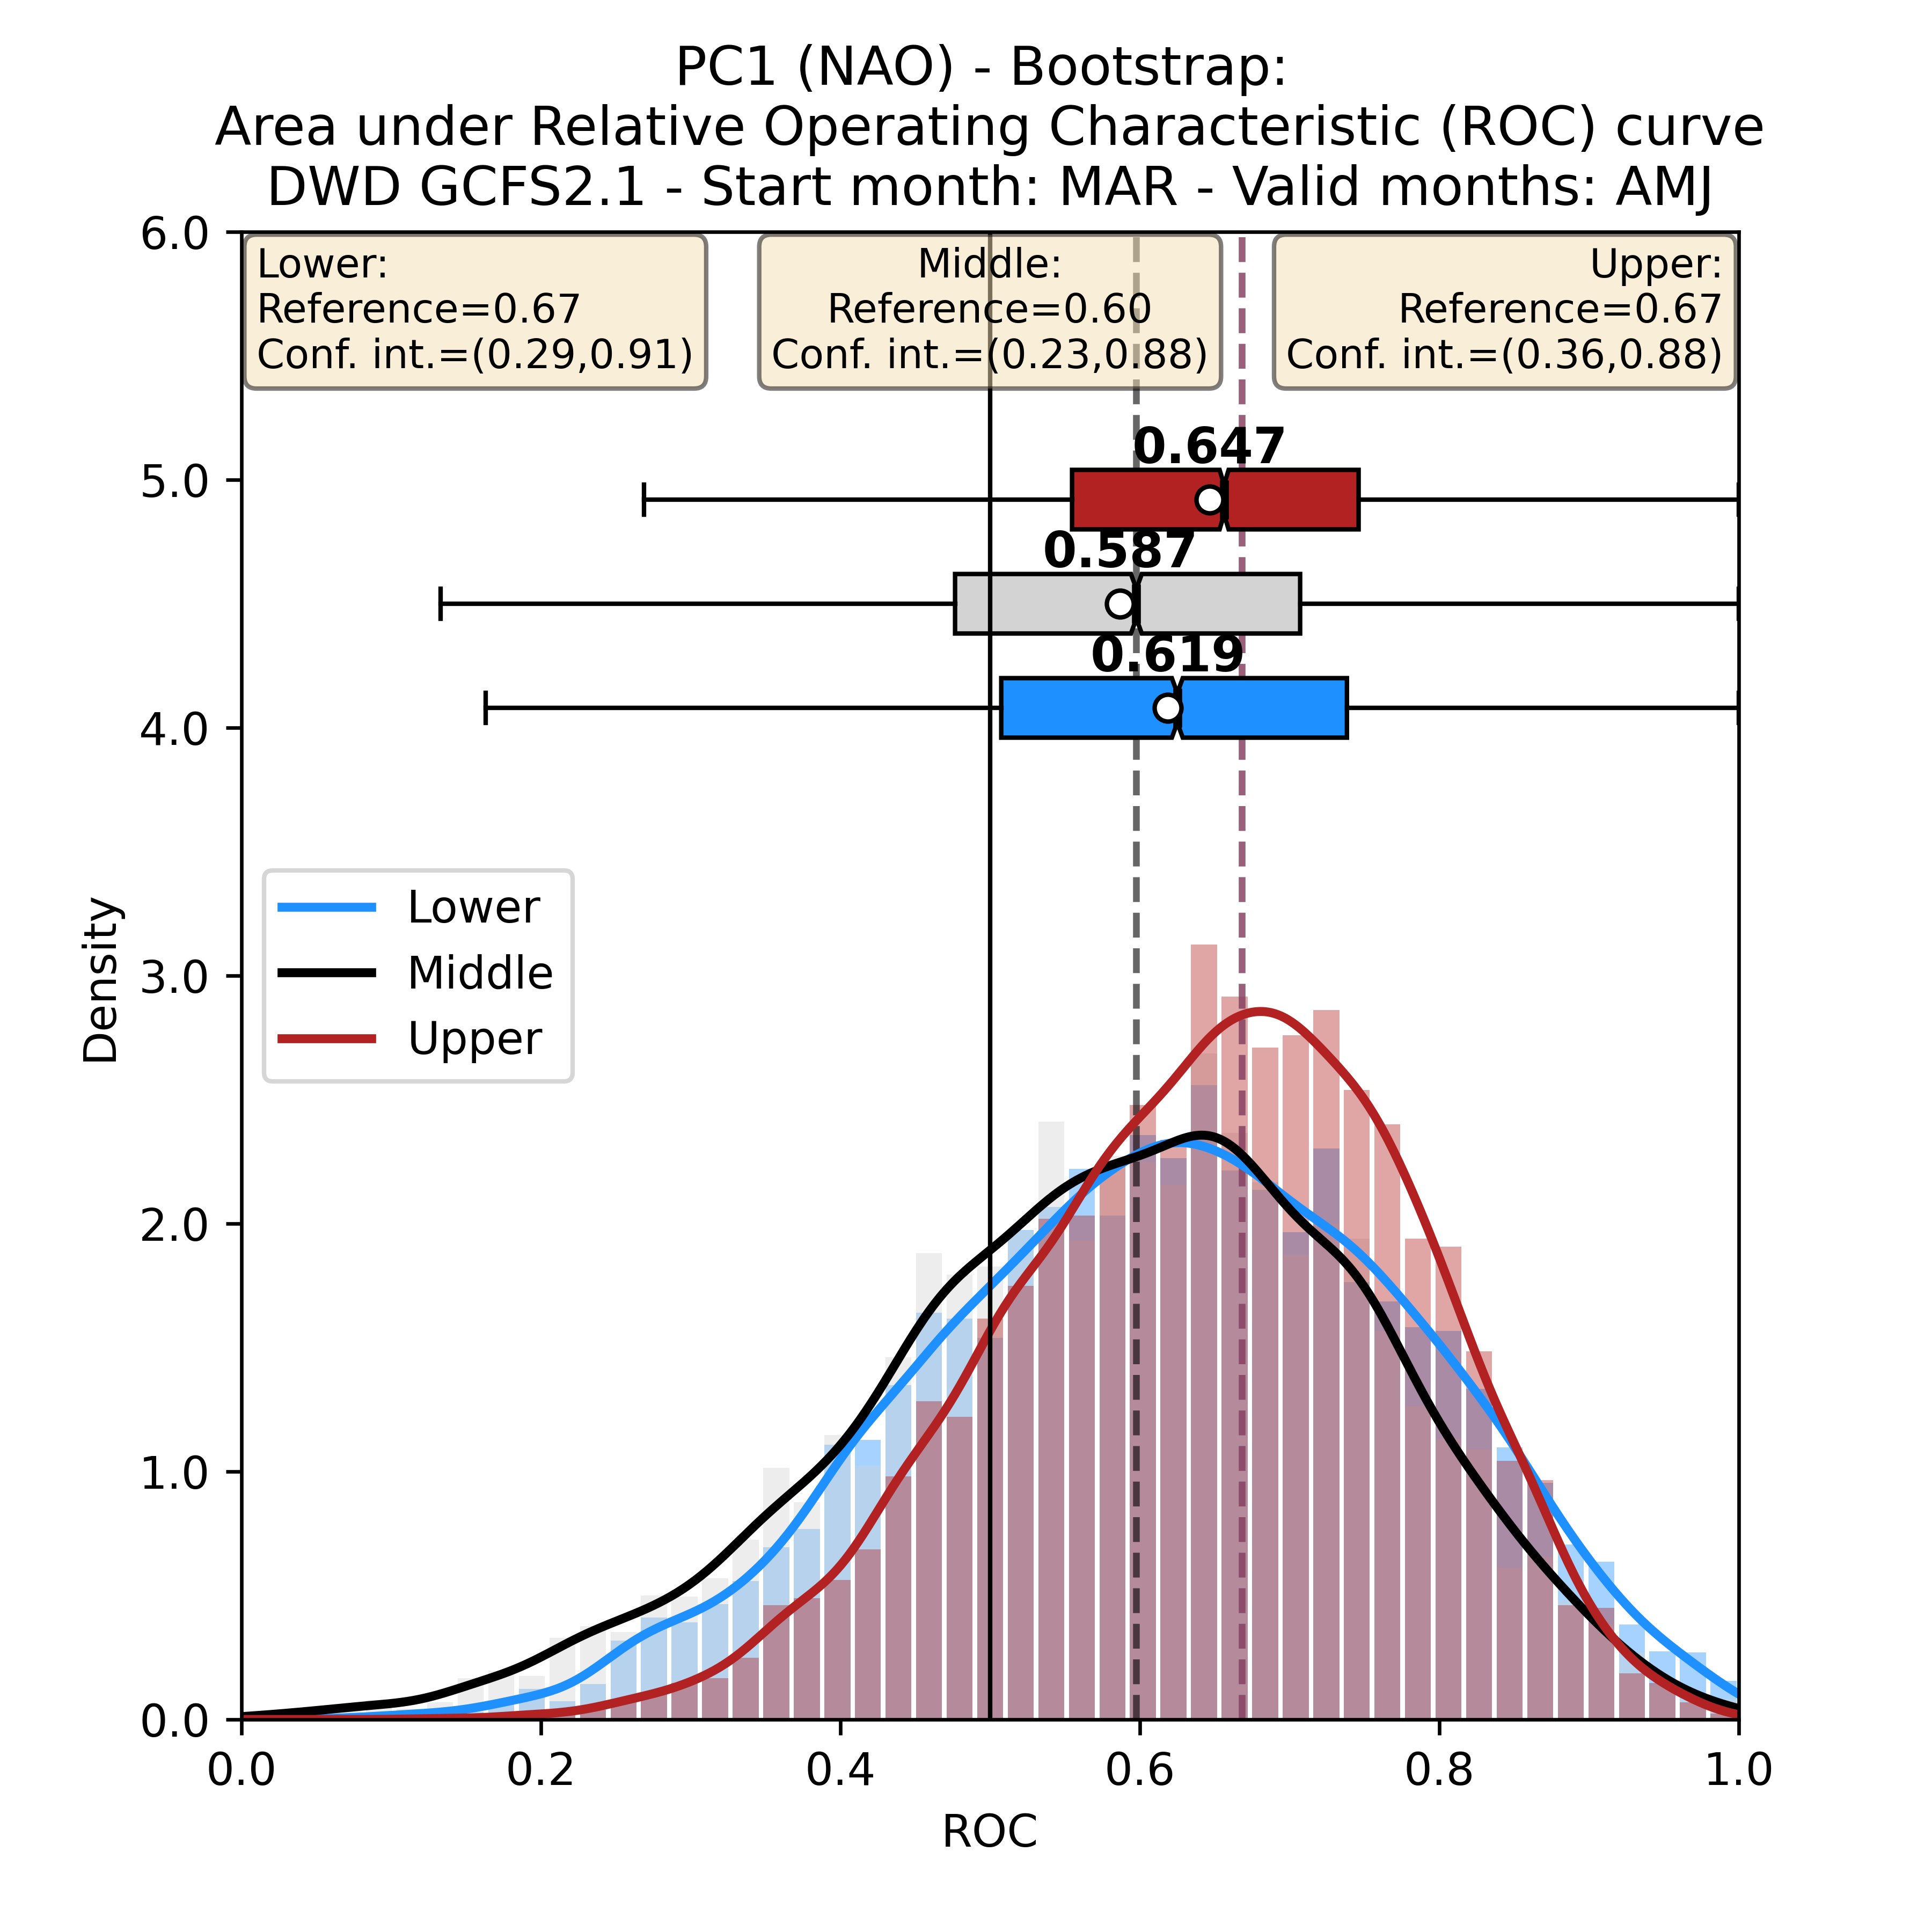 PC1 (NAO) - Bootstrap:
Area under Relative Operating Characteristic (ROC) curve
DWD GCFS2.1 - Start month: MAR - Valid months: AMJ
Lower:
Reference=0.67
Conf. int.=(0.29,0.91)
Middle:
Reference=0.60
Conf. int.=(0.23,0.88)
Upper:
Reference=0.67
Conf. int.=(0.36,0.88)
0.647
0.587
0.619
Lower
Middle
Upper
Density
6.0
5.0
4.0
3.0
2.0
1.0
0.0
0.0
0.2
0.4
0.6
0.8
1.0
ROC